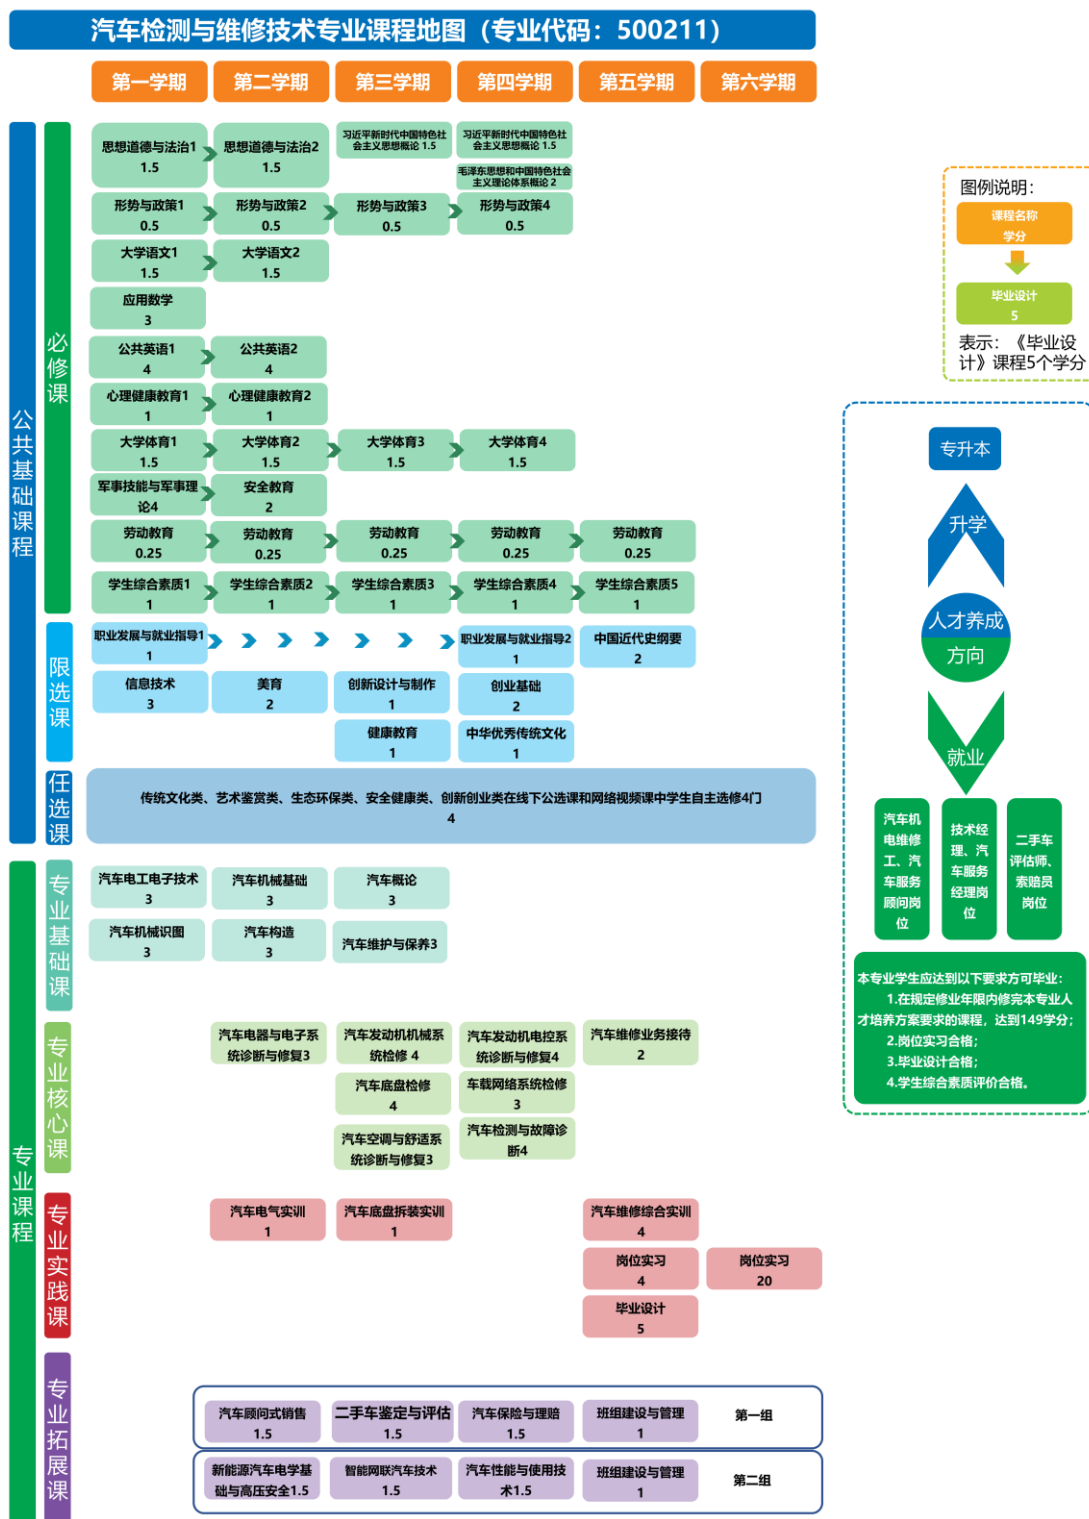 汽车检测与维修技术专业课程地图（专业代码：500211）
第一学期
第二学期
第三学期
第四学期
第五学期
第六学期
公共基础课程
必修课
思想道德与法治1
1.5
思想道德与法治2
1.5
习近平新时代中国特色社
会主义思想概论 1.5
习近平新时代中国特色社
会主义思想概论 1.5
毛泽东思想和中国特色社会
主义理论体系概论 2
形势与政策1
0.5
形势与政策2
0.5
形势与政策3
0.5
形势与政策4
0.5
大学语文1
1.5
大学语文2
1.5
应用数学
3
公共英语1
4
公共英语2
4
心理健康教育1
1
心理健康教育2
1
大学体育1
1.5
大学体育2
1.5
大学体育3
1.5
大学体育4
1.5
军事技能与军事理
论4
安全教育
2
劳动教育
0.25
劳动教育
0.25
劳动教育
0.25
劳动教育
0.25
劳动教育
0.25
学生综合素质1
1
学生综合素质2
1
学生综合素质3
1
学生综合素质4
1
学生综合素质5
1
限选课
职业发展与就业指导1
1
职业发展与就业指导2
1
中国近代史纲要
2
信息技术
3
美育
2
创新设计与制作
1
创业基础
2
健康教育
1
中华优秀传统文化
1
任选课
传统文化类、艺术鉴赏类、生态环保类、安全健康类、创新创业类在线下公选课和网络视频课中学生自主选修4门
4
专业课程
专业基础课
汽车电工电子技术
3
汽车机械基础
3
汽车概论
3
汽车机械识图
3
汽车构造
3
汽车维护与保养3
专业核心课
汽车电器与电子系
统诊断与修复3
汽车发动机机械系
统检修 4
汽车发动机电控系
统诊断与修复4
汽车维修业务接待
2
汽车底盘检修
4
车载网络系统检修
3
汽车空调与舒适系
统诊断与修复3
汽车检测与故障诊
断4
专业实践课
汽车电气实训
1
汽车底盘拆装实训
1
汽车维修综合实训
4
岗位实习
4
岗位实习
20
毕业设计
5
专业拓展课
汽车顾问式销售
1.5
二手车鉴定与评估
1.5
汽车保险与理赔
1.5
班组建设与管理
1
第一组
新能源汽车电学基
础与高压安全1.5
智能网联汽车技术
1.5
汽车性能与使用技
术1.5
班组建设与管理
1
第二组
图例说明：
课程名称
学分
毕业设计
5
表示：《毕业设
计》课程5个学分
专升本
升学
人才养成
方向
就业
汽车机
电维修
工、汽
车服务
顾问岗
位
技术经
理、汽
车服务
经理岗
位
二手车
评估师、
索赔员
岗位
本专业学生应达到以下要求方可毕业：
1.在规定修业年限内修完本专业人
才培养方案要求的课程，达到149学分；
2.岗位实习合格；
3.毕业设计合格；
4.学生综合素质评价合格。